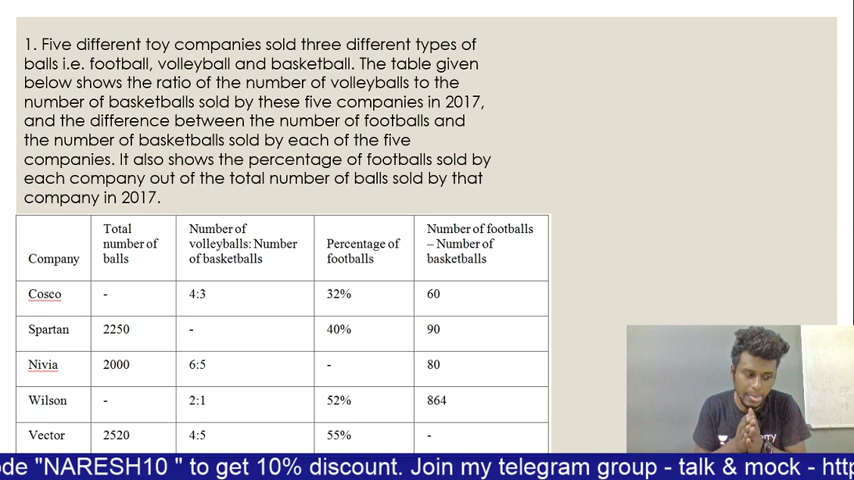 1. Five different toy companies sold three different types of
balls i.e. football, volleyball and basketball. The table given
below shows the ratio of the number of volleyballs to the
number of basketballs sold by these five companies in 2017,
and the difference between the number of footballs and
the number of basketballs sold by each of the five
companies. It also shows the percentage of footballs sold by
each company out of the total number of balls sold by that
company in 2017.
Company Total number of balls Number of volleyballs: Number of basketballs Percentage of footballs Number of footballs – Number of basketballs
Cosco - 4:3 32% 60
Spartan 2250 - 40% 90
Nivia 2000 6:5 - 80
Wilson - 2:1 52% 864
Vector 2520 4:5 55% -
ode "NARESH10 " to get 10% discount. Join my telegram group - talk & mock - http